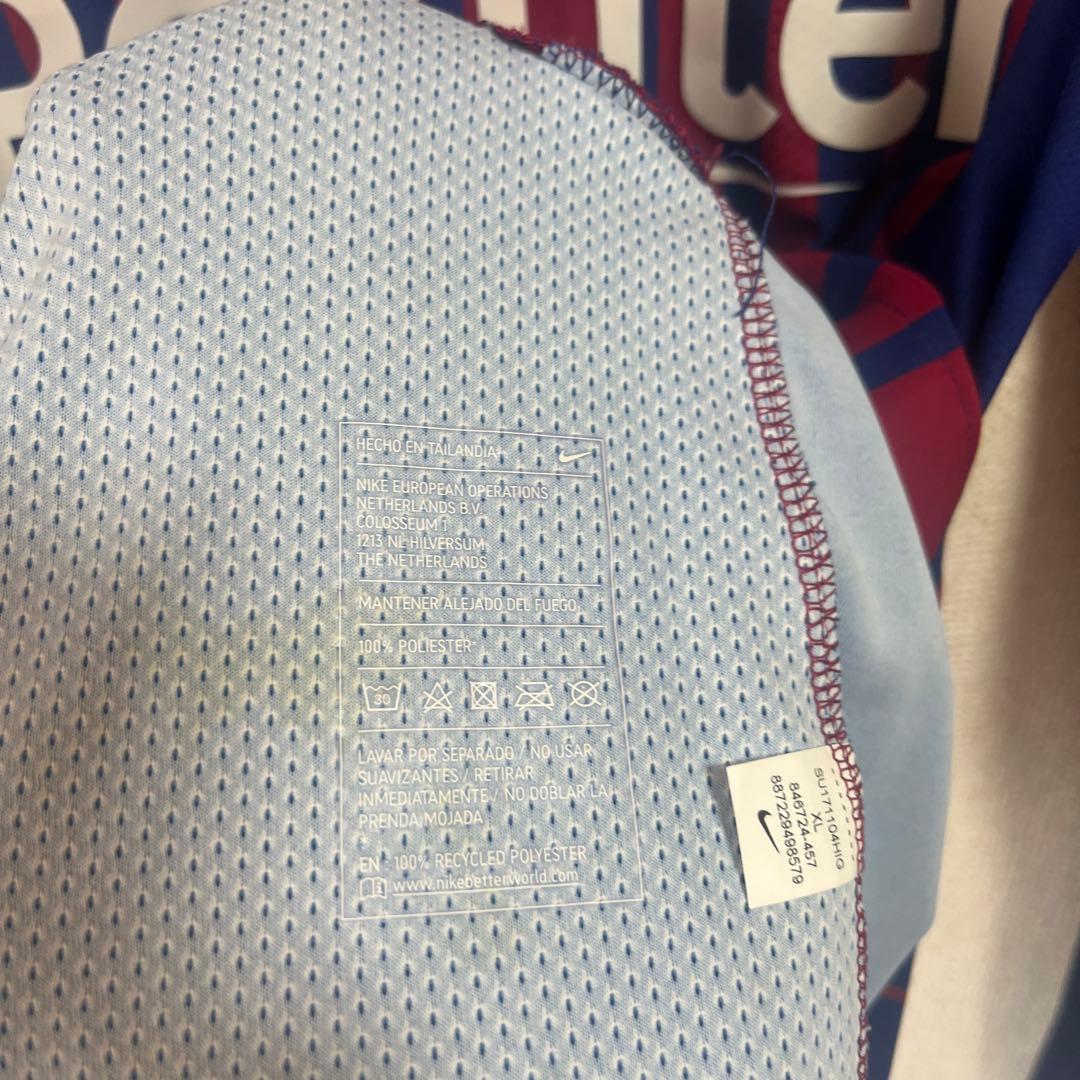 HECHO EN TAILANDIA
NIKE EUROPEAN OPERATIONS
NETHERLANDS B.V.
COLOSSEUM 1
1213 NL HILVERSUM
THE NETHERLANDS
MANTENER ALEJADO DEL FUEGO
100% POLIESTER*
30
LAVAR POR SEPARADO / NO USAR
SUAVIZANTES / RETIRAR
INMEDIATAMENTE / NO DOBLAR LA
PRENDA MOJADA
EN : 100% RECYCLED POLYESTER
www.nikebetterworld.com
SU171104HIG
XL
846724-457
887229498579